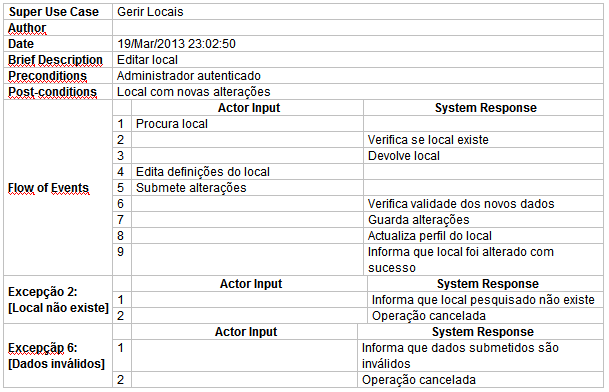 Super Use Case Gerir Locais
Author
Date 19/Mar/2013 23:02:50
Brief Description Editar local
Preconditions Administrador autenticado
Post-conditions Local com novas alterações
Flow of Events
Actor Input System Response
1 Procura local
2 Verifica se local existe
3 Devolve local
4 Edita definições do local
5 Submete alterações
6 Verifica validade dos novos dados
7 Guarda alterações
8 Actualiza perfil do local
9 Informa que local foi alterado com
sucesso
Excepção 2:
[Local não existe]
Actor Input System Response
1 Informa que local pesquisado não existe
2 Operação cancelada
Excepçãp 6:
[Dados inválidos]
Actor Input System Response
1 Informa que dados submetidos são
inválidos
2 Operação cancelada